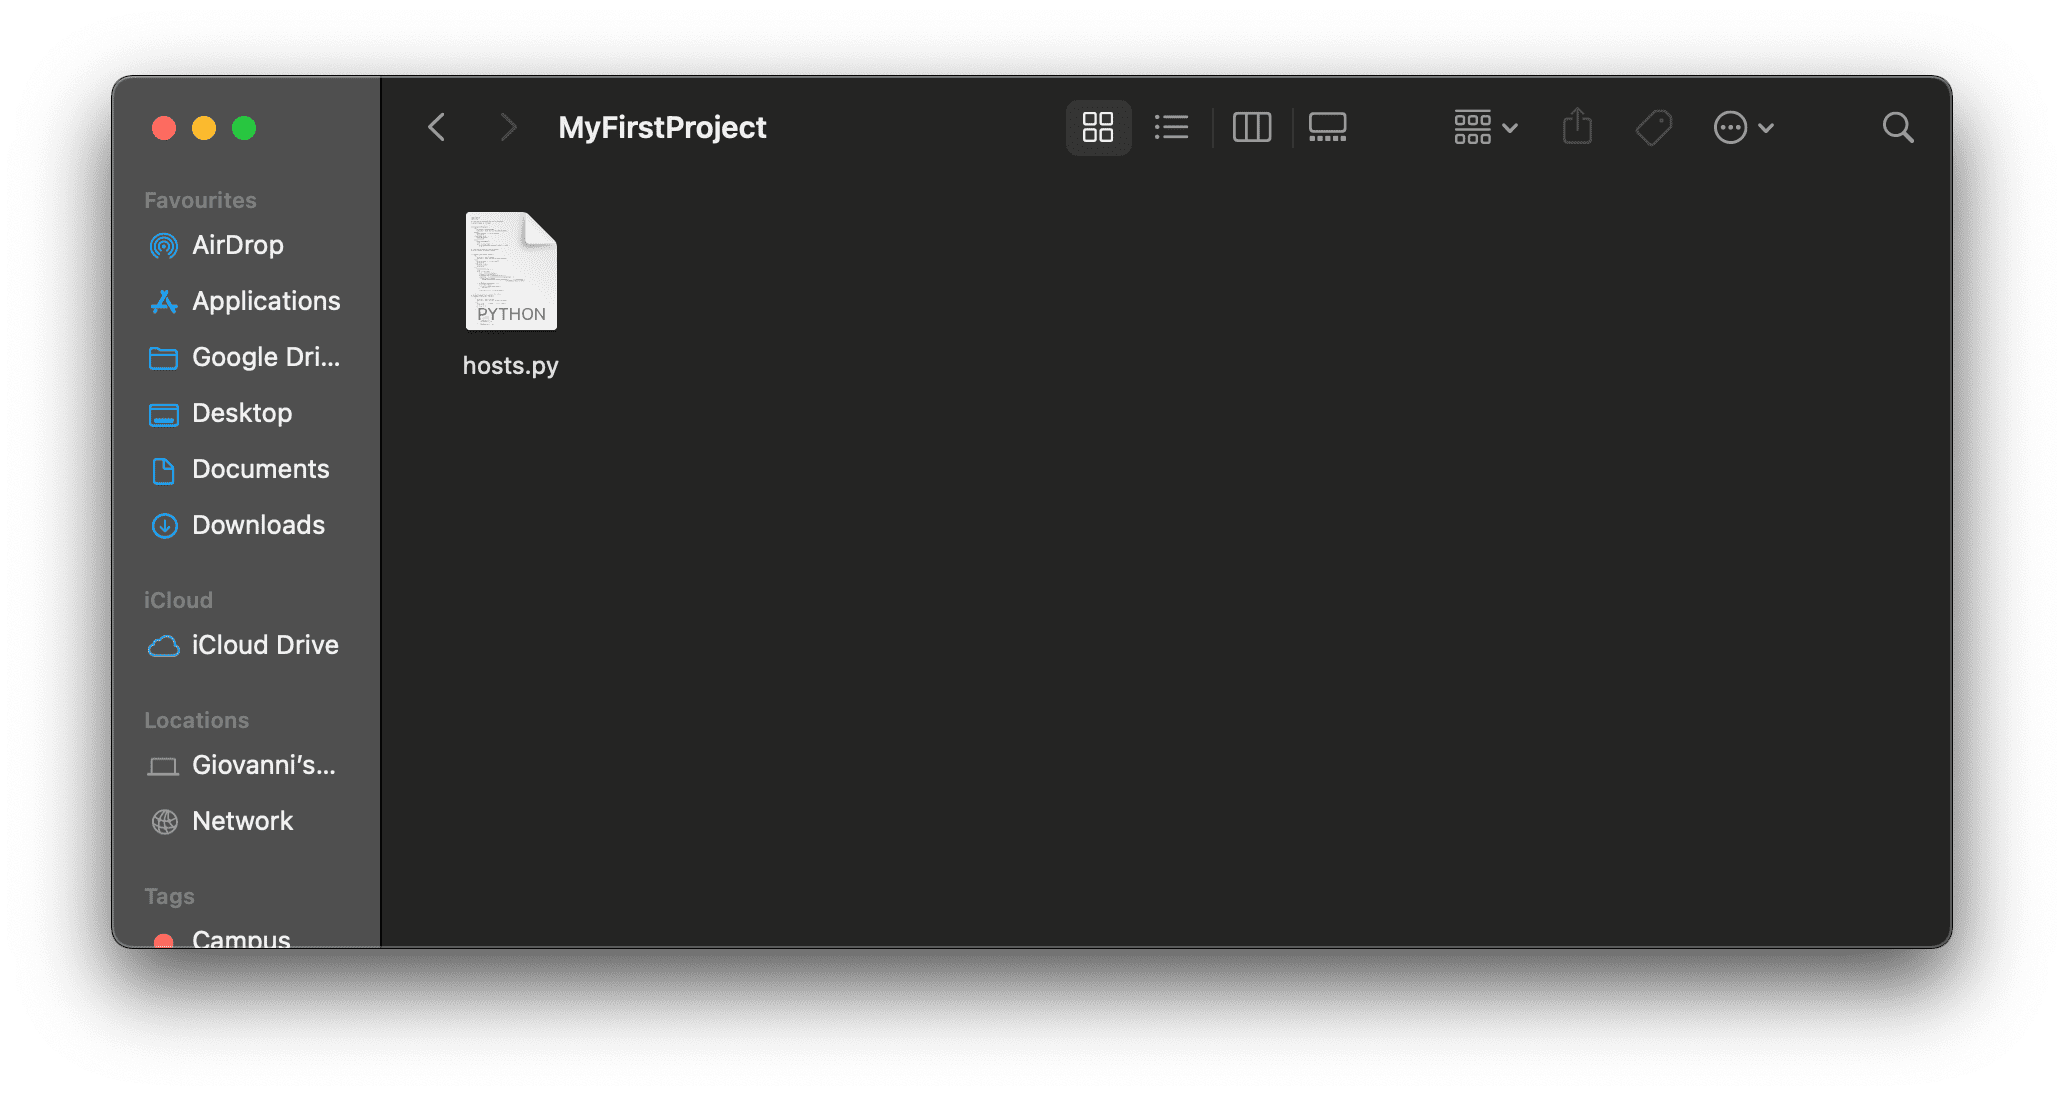 MyFirstProject
Favourites
AirDrop
Applications
Google Dri...
Desktop
Documents
Downloads
iCloud
iCloud Drive
Locations
Giovanni’s...
Network
Tags
Campus
PYTHON
hosts.py